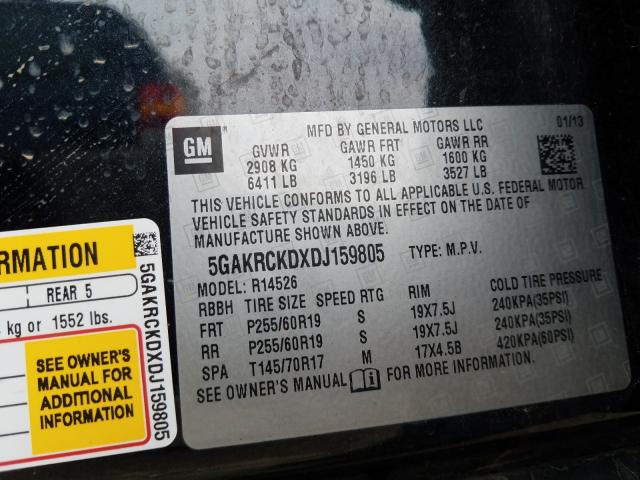 GM
MFD BY GENERAL MOTORS LLC 01/13
GVWR GAWR FRT GAWR RR
2908 KG 1450 KG 1600 KG
6411 LB 3196 LB 3527 LB
THIS VEHICLE CONFORMS TO ALL APPLICABLE U.S. FEDERAL MOTOR
VEHICLE SAFETY STANDARDS IN EFFECT ON THE DATE OF
MANUFACTURE SHOWN ABOVE.
5GAKRCKDXDJ159805 TYPE: M.P.V.
MODEL: R14526
RBBH TIRE SIZE SPEED RTG RIM COLD TIRE PRESSURE
FRT P255/60R19 S 19X7.5J 240KPA(35PSI)
RR P255/60R19 S 19X7.5J 240KPA(35PSI)
SPA T145/70R17 M 17X4.5B 420KPA(60PSI)
SEE OWNER'S MANUAL FOR MORE INFORMATION.
RMATION
REAR 5
kg or 1552 lbs.
SEE OWNER'S
MANUAL FOR
ADDITIONAL
INFORMATION
5GAKRCKDXDJ159805